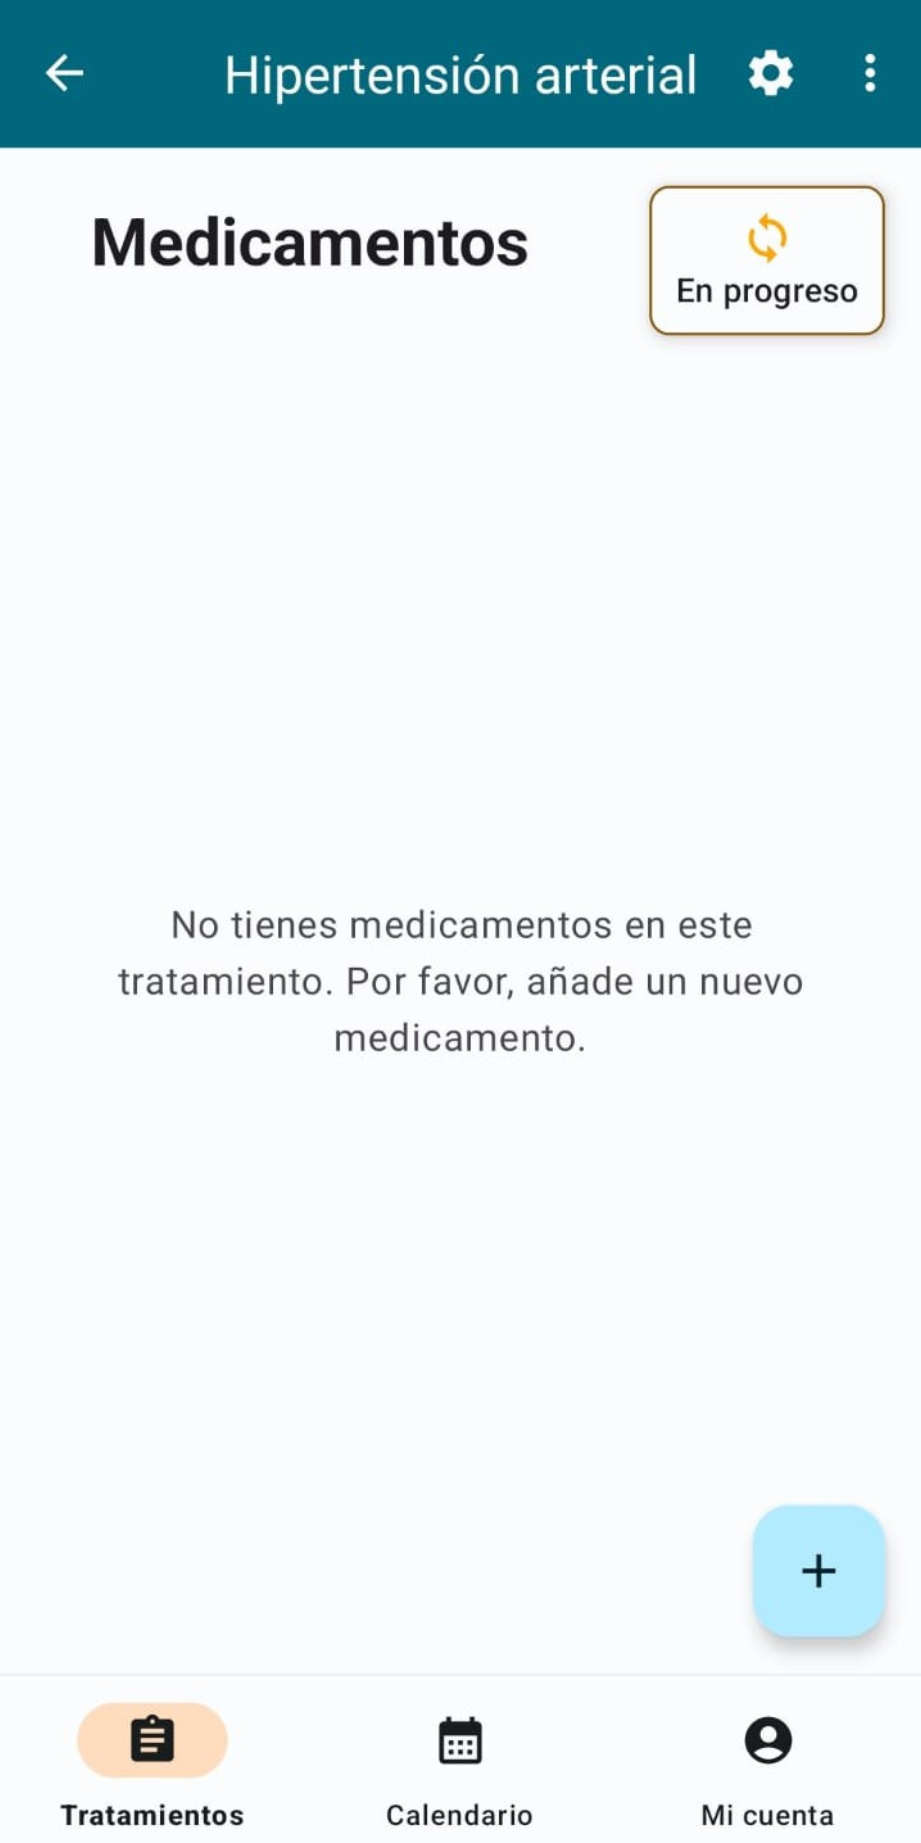 Hipertensión arterial
Medicamentos
En progreso
No tienes medicamentos en este
tratamiento. Por favor, añade un nuevo
medicamento.
Tratamientos
Calendario
Mi cuenta